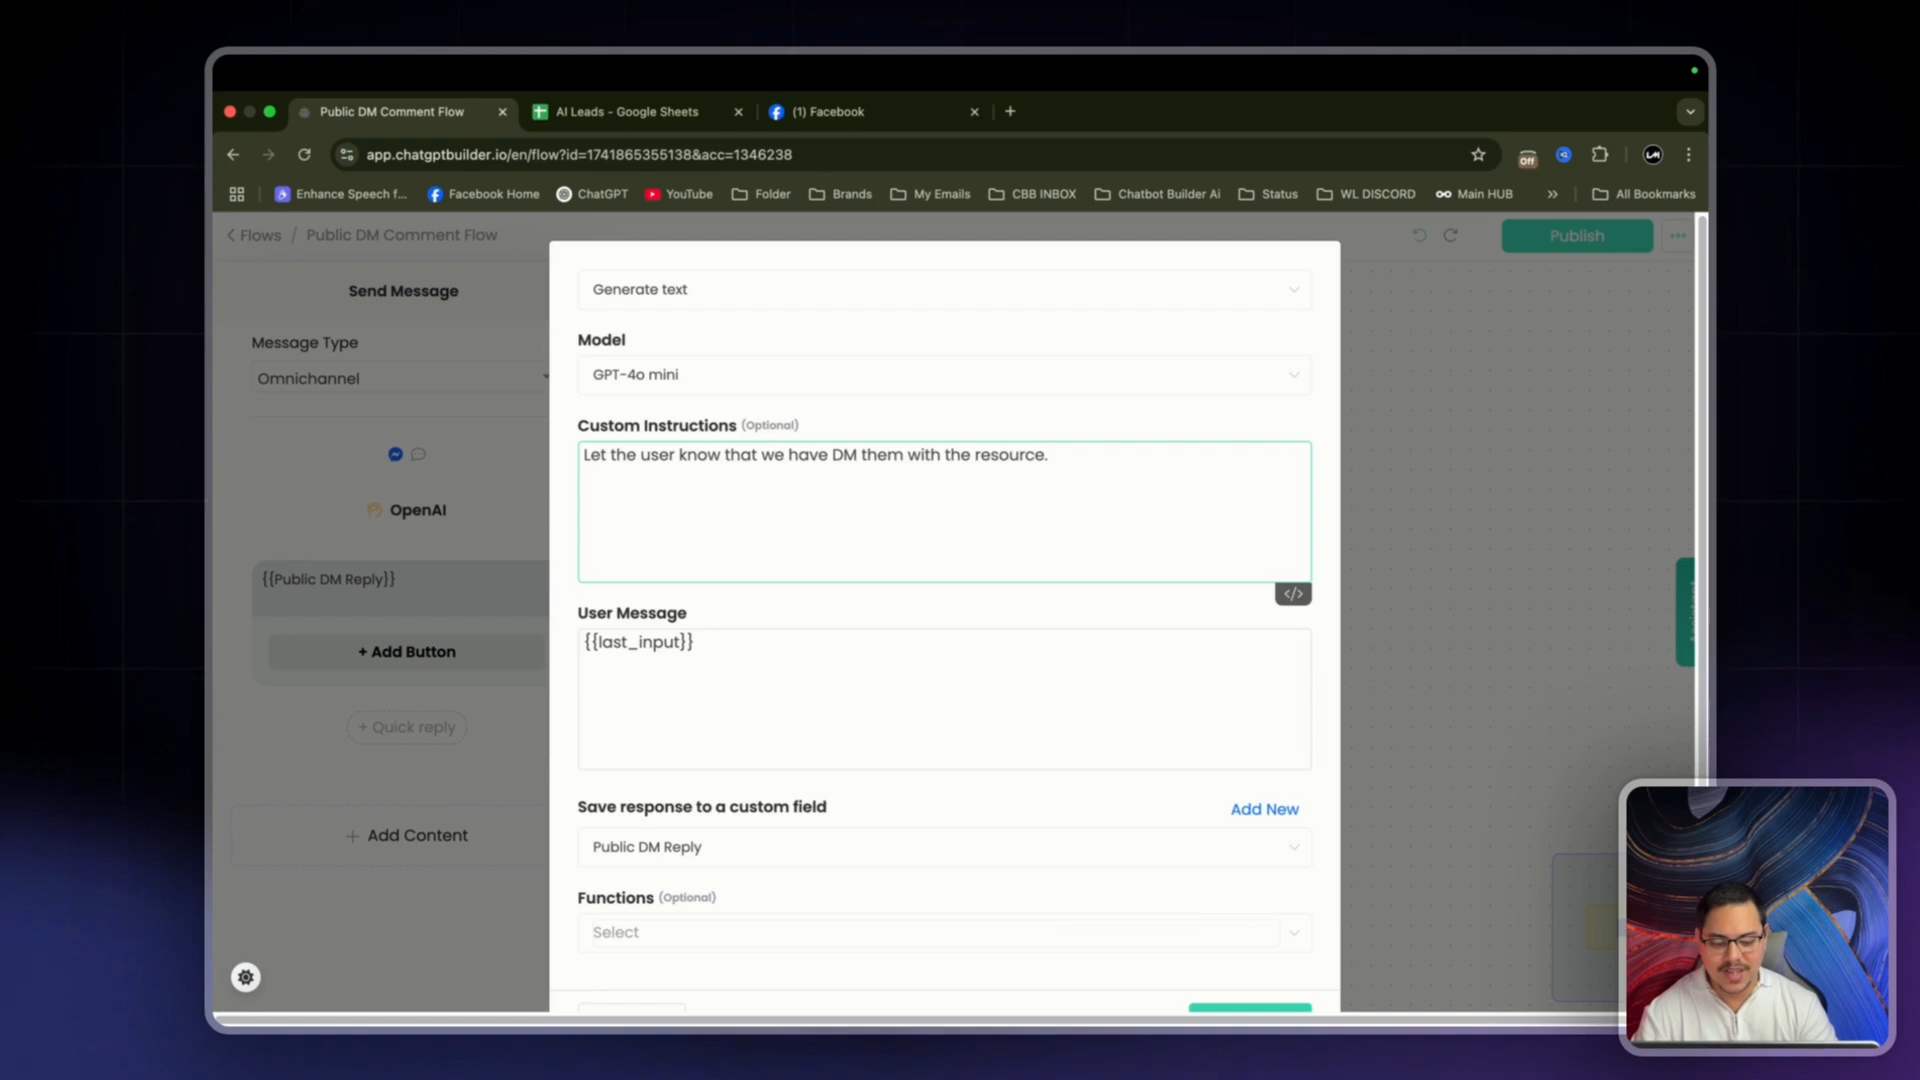 Public DM Comment Flow
AI Leads - Google Sheets
(1) Facebook
app.chatgptbuilder.io/en/flow?id=1741865355138&acc=1346238
Off
Enhance Speech f...
Facebook Home
ChatGPT
YouTube
Folder
Brands
My Emails
CBB INBOX
Chatbot Builder Ai
Status
WL DISCORD
Main HUB
All Bookmarks
Flows / Public DM Comment Flow
Publish
Send Message
Message Type
Omnichannel
OpenAI
{{Public DM Reply}}
+ Add Button
+ Quick reply
+ Add Content
Generate text
Model
GPT-4o mini
Custom Instructions (Optional)
Let the user know that we have DM them with the resource.
</>
User Message
{{last_input}}
Save response to a custom field
Add New
Public DM Reply
Functions (Optional)
Select